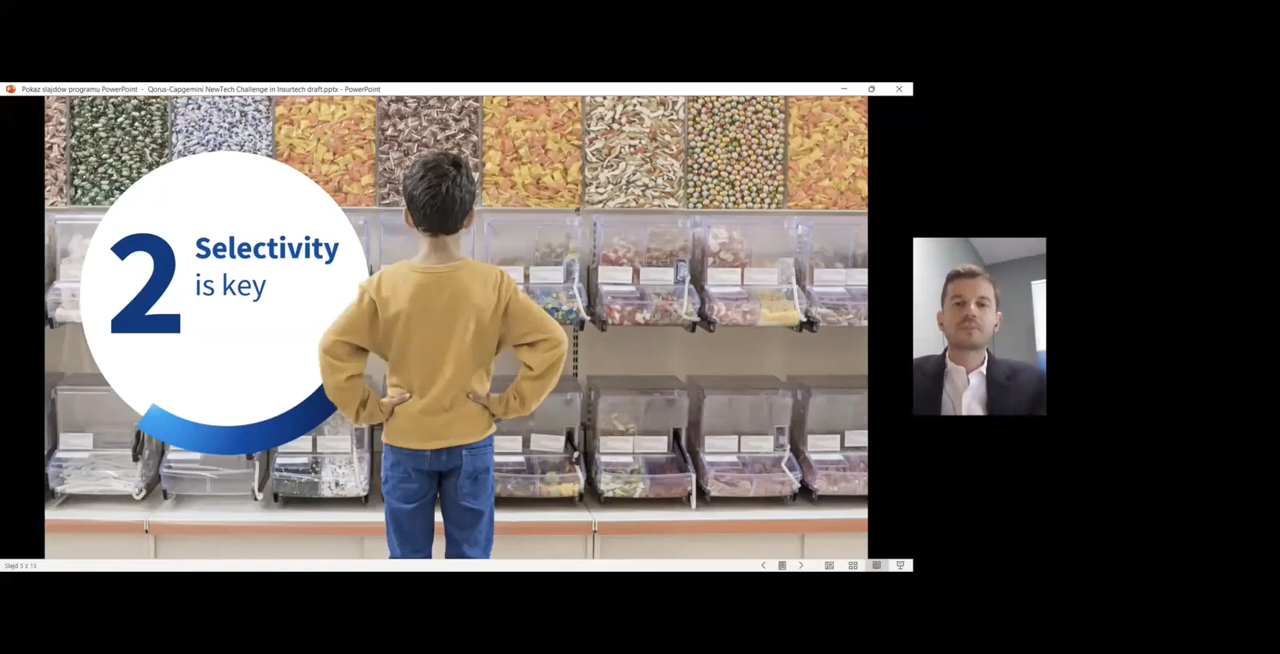 Pokaz slajdów programu PowerPoint - Qorus-Capgemini NewTech Challenge in Insurtech draft.pptx - PowerPoint
2
Selectivity
is key
Slajd 5 z 13